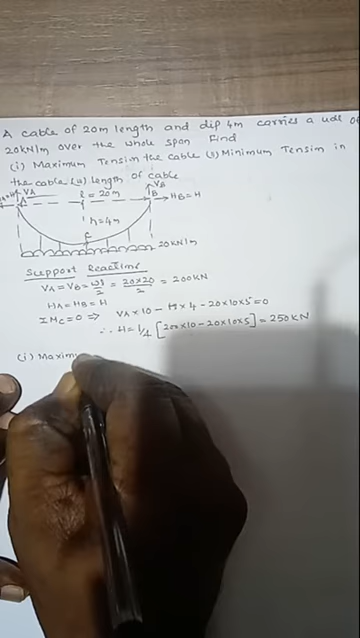 A cable of 20m length and dip 4m carries a udl of
20kN/m over the whole span Find
(i) Maximum Tension the cable (3) Minimum Tension in
the cable (a) length of cable
VA l = 20m VB
A B HB = H
h = 4m
C
20kN/m
Support Reactions
VA = VB = wl/2 = 20×20/2 = 200KN
HA = HB = H
ΣMC = 0 ⇒ VA × 10 - H × 4 - 20×10×5 = 0
∴ H = 1/4 [200×10 - 20×10×5] = 250KN
(i) Maximu